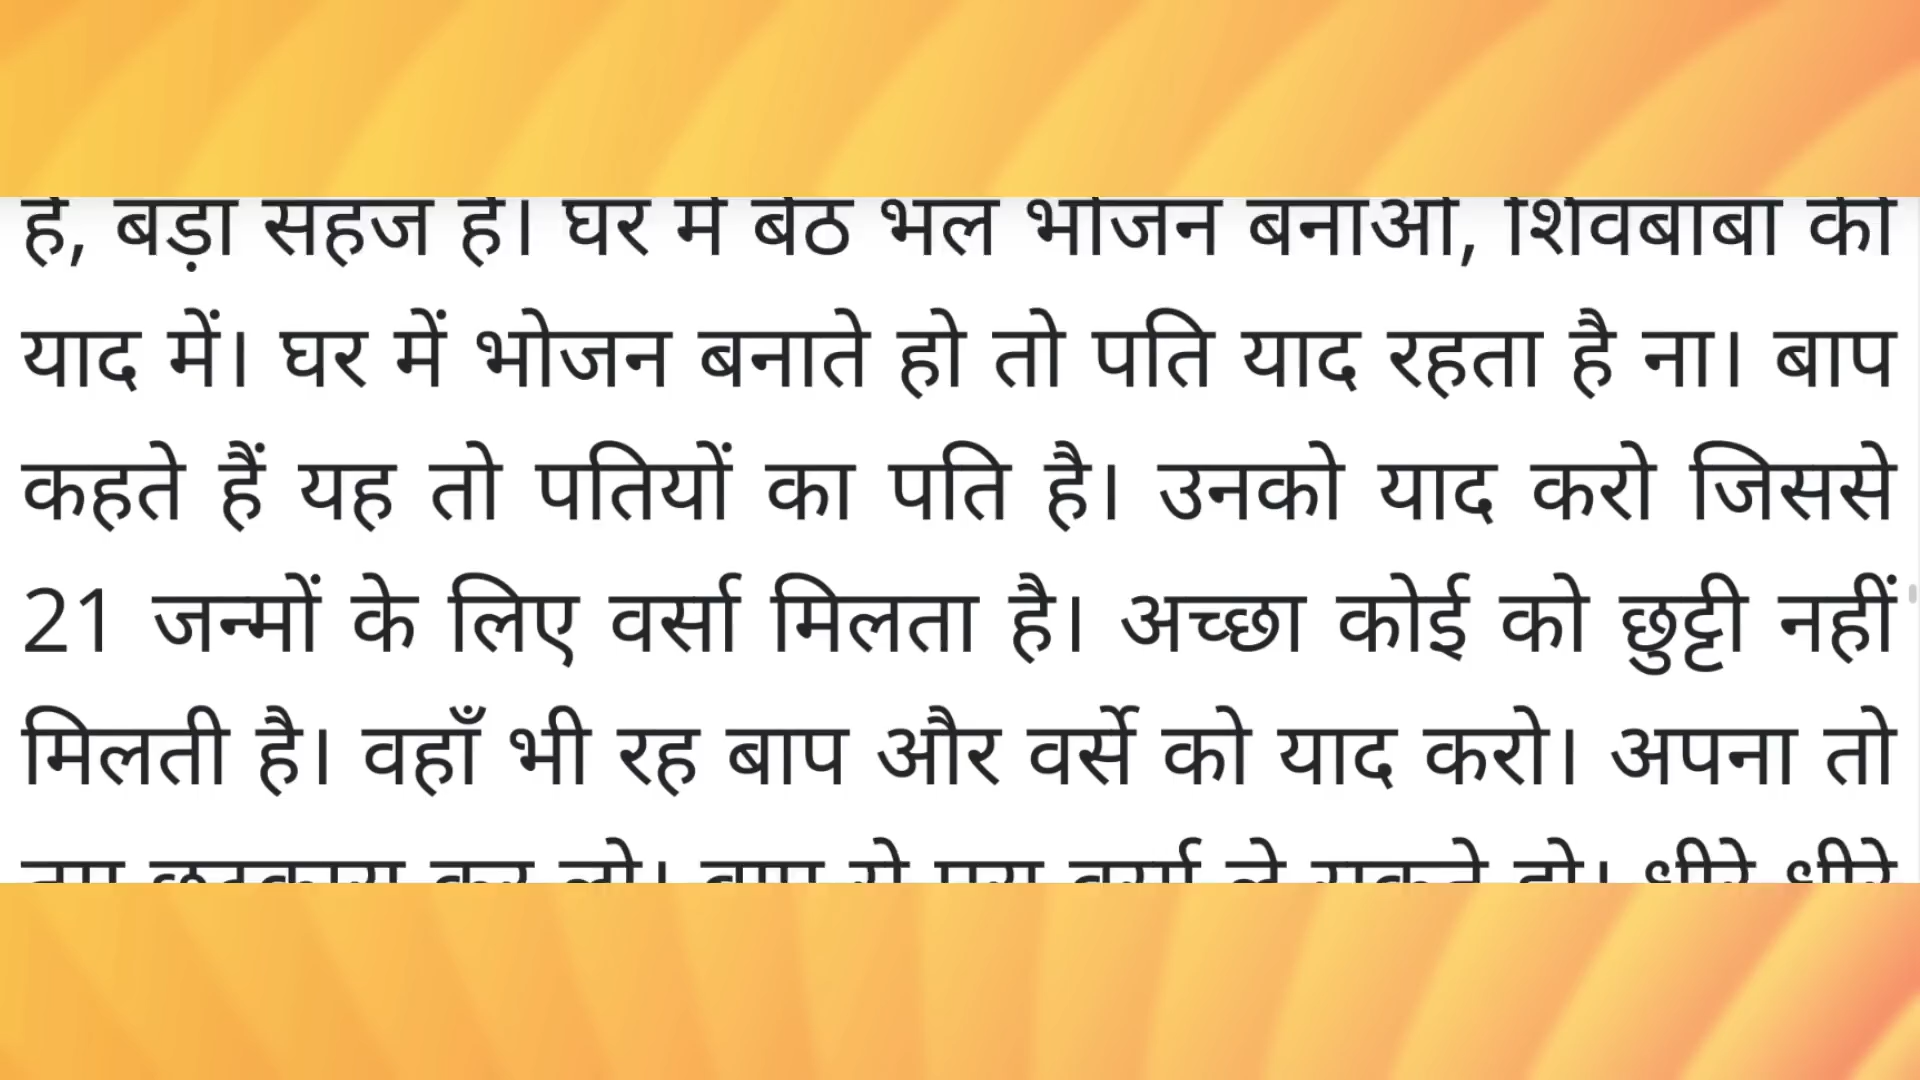 है, बड़ा सहज है। घर में बैठ भल भोजन बनाओ, शिवबाबा की
याद में। घर में भोजन बनाते हो तो पति याद रहता है ना। बाप
कहते हैं यह तो पतियों का पति है। उनको याद करो जिससे
21 जन्मों के लिए वर्सा मिलता है। अच्छा कोई को छुट्टी नहीं
मिलती है। वहाँ भी रह बाप और वर्से को याद करो। अपना तो